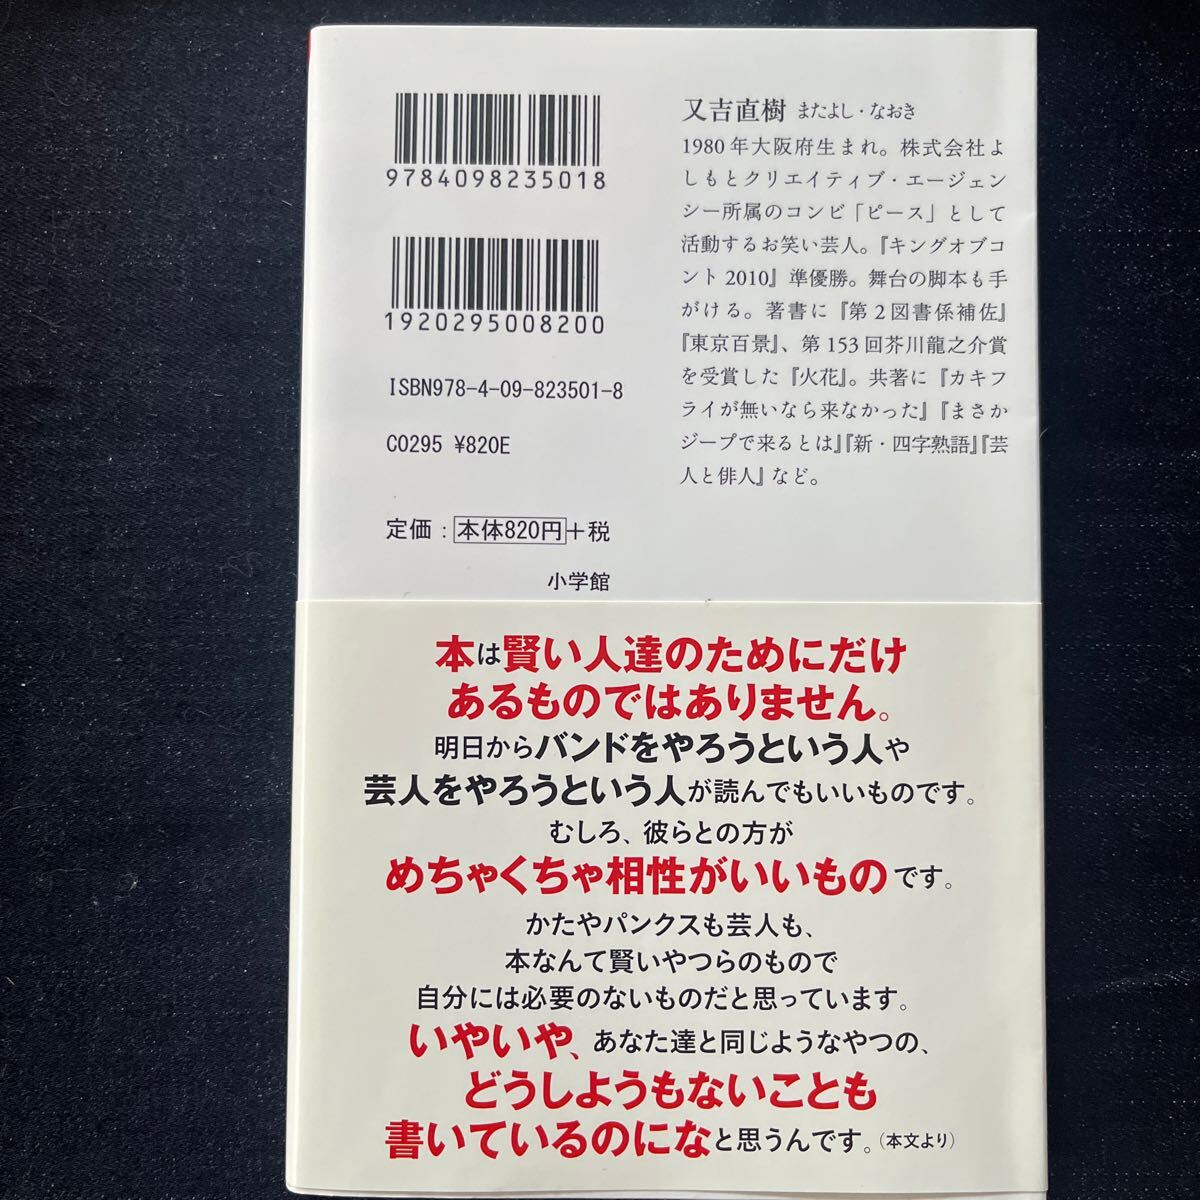 9784098235018
1920295008200
ISBN978-4-09-823501-8
C0295 ¥820E
定価：本体820円+税
小学館
又吉直樹 またよし・なおき
1980年大阪府生まれ。株式会社よ
しもとクリエイティブ・エージェン
シー所属のコンビ「ピース」として
活動するお笑い芸人。『キングオブコ
ント2010』準優勝。舞台の脚本も手
がける。著書に『第2図書係補佐』
『東京百景』、第153回芥川龍之介賞
を受賞した『火花』。共著に『カキフ
ライが無いなら来なかった』『まさか
ジープで来るとは』『新・四字熟語』『芸
人と俳人』など。
本は賢い人達のためにだけ
あるものではありません。
明日からバンドをやろうという人や
芸人をやろうという人が読んでもいいものです。
むしろ、彼らとの方が
めちゃくちゃ相性がいいものです。
かたやパンクスも芸人も、
本なんて賢いやつらのもので
自分には必要のないものだと思っています。
いやいや、あなた達と同じようなやつの、
どうしようもないことも
書いているのになと思うんです。（本文より）